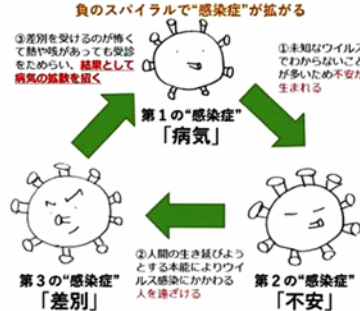 負のスパイラルで“感染症”が拡がる
③差別を受けるのが怖く
て熱や咳があっても受診
をためらい、結果として
病気の拡散を招く
①未知なウイルス
でわからないこと
が多いため不安が
生まれる
第1の“感染症”
「病気」
②人間の生き延びよう
とする本能によりウイ
ルス感染にかかわる
人を遠ざける
第3の“感染症”
「差別」
第2の“感染症”
「不安」